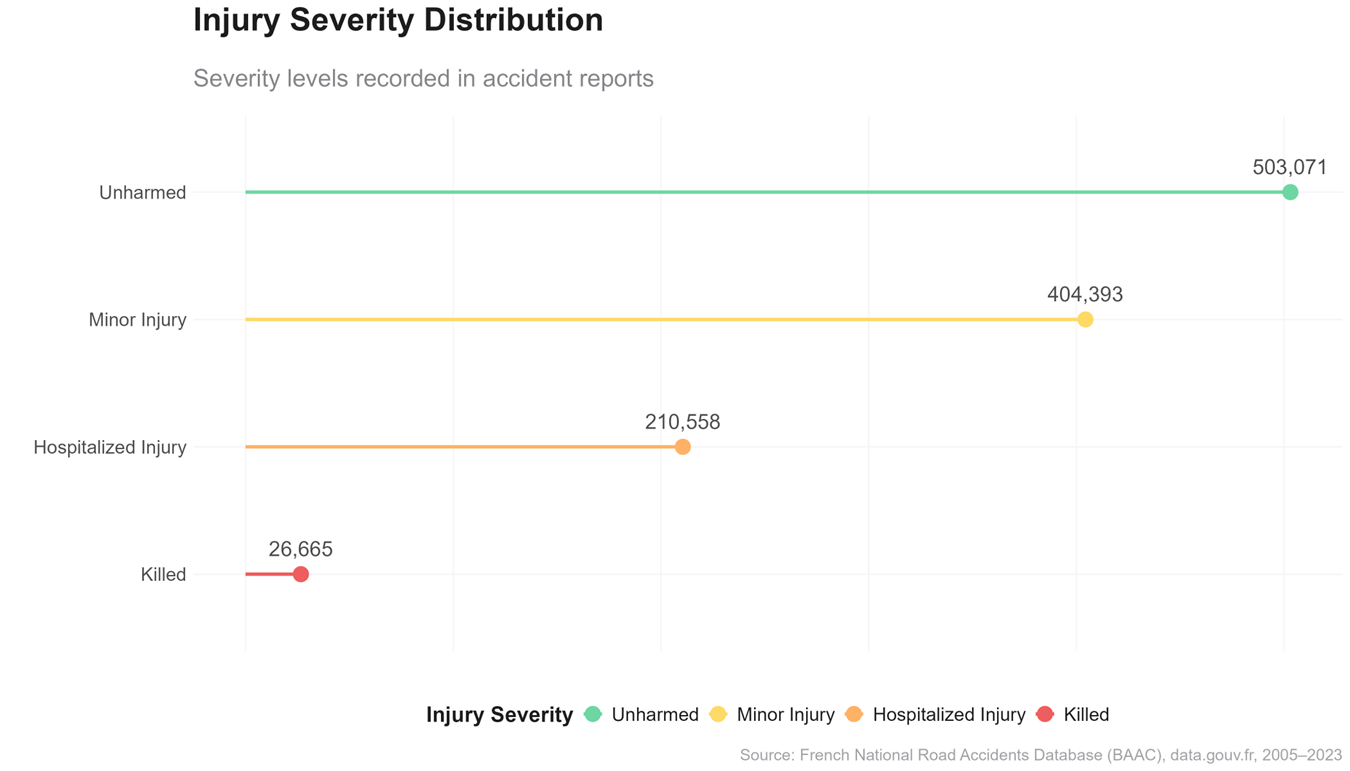 Injury Severity Distribution
Severity levels recorded in accident reports
503,071
Unharmed
404,393
Minor Injury
210,558
Hospitalized Injury
26,665
Killed
Injury Severity Unharmed Minor Injury Hospitalized Injury Killed
Source: French National Road Accidents Database (BAAC), data.gouv.fr, 2005–2023